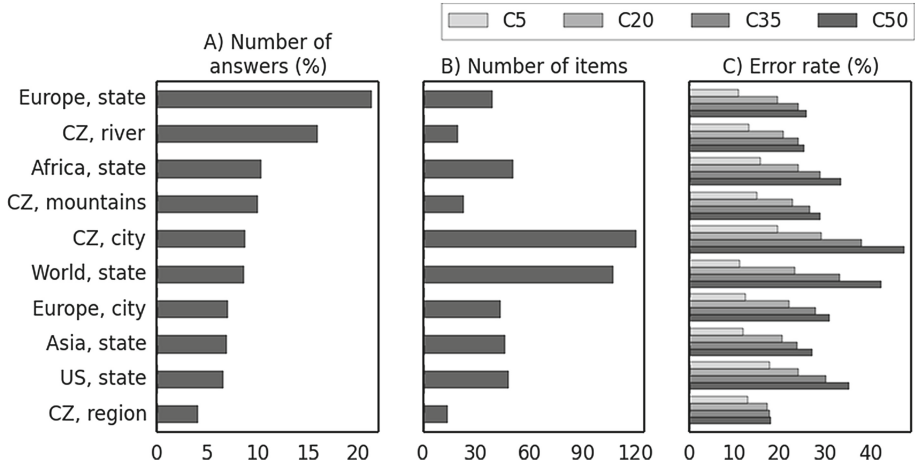 C5 C20 C35 C50
A) Number of
answers (%)
B) Number of items
C) Error rate (%)
Europe, state
CZ, river
Africa, state
CZ, mountains
CZ, city
World, state
Europe, city
Asia, state
US, state
CZ, region
0 5 10 15 20
0 30 60 90 120
0 10 20 30 40